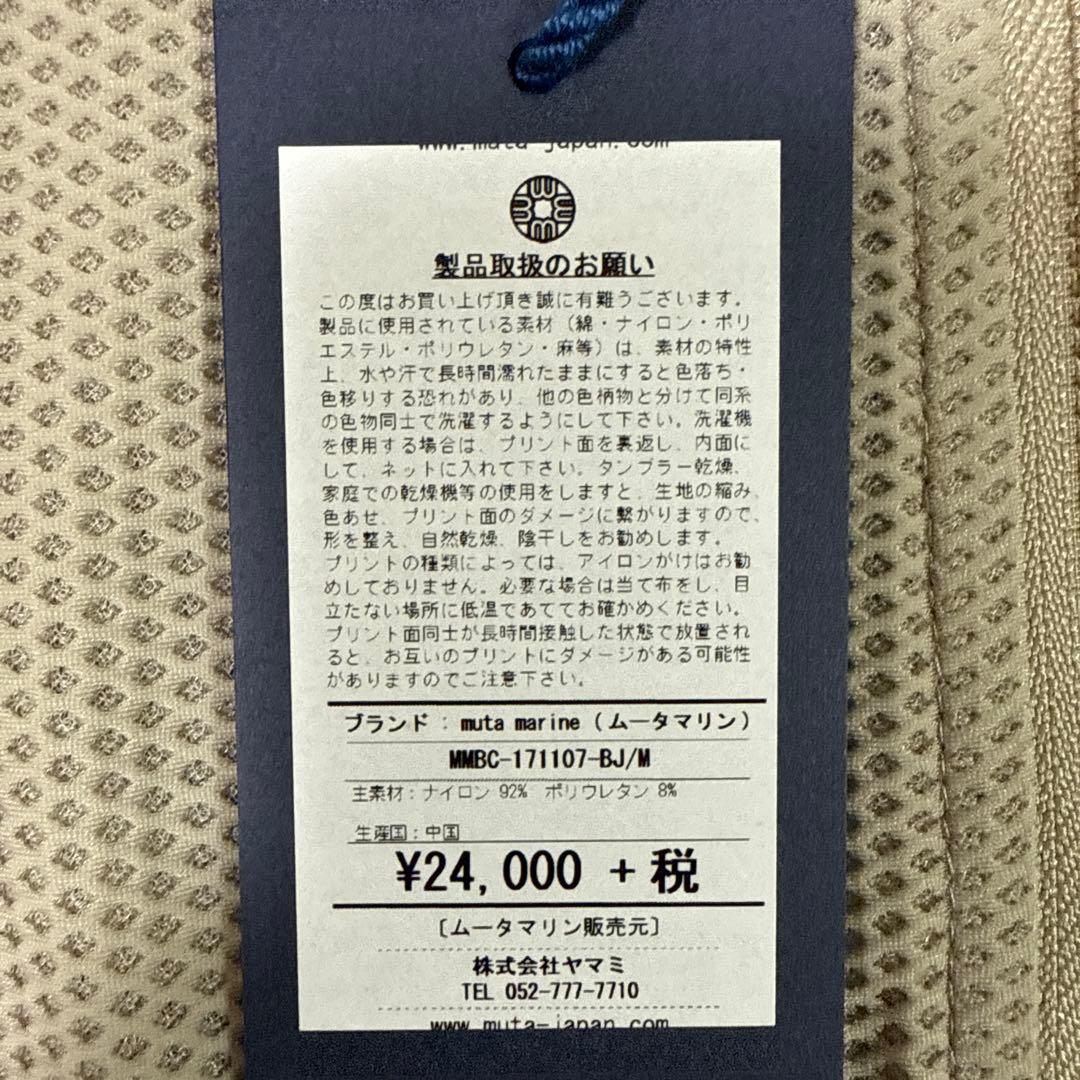 www.muta-japan.com
製品取扱のお願い
この度はお買い上げ頂き誠に有難うございます。
製品に使用されている素材（綿・ナイロン・ポリ
エステル・ポリウレタン・麻等）は、素材の特性
上、水や汗で長時間濡れたままにすると色落ち・
色移りする恐れがあり、他の色柄物と分けて同系
の色物同士で洗濯するようにして下さい。洗濯機
を使用する場合は、プリント面を裏返し、内面に
して、ネットに入れて下さい。タンブラー乾燥、
家庭での乾燥機等の使用をしますと、生地の縮み、
色あせ、プリント面のダメージに繋がりますので、
形を整え、自然乾燥、陰干しをお勧めします。
プリントの種類によっては、アイロンがけはお勧
めしておりません。必要な場合は当て布をし、目
立たない場所に低温であててお確かめください。
プリント面同士が長時間接触した状態で放置され
ると、お互いのプリントにダメージがある可能性
がありますのでご注意下さい。
ブランド：muta marine（ムータマリン）
MMBC-171107-BJ/M
主素材：ナイロン 92%　ポリウレタン 8%
生産国：中国
¥24,000 +税
〔ムータマリン販売元〕
株式会社ヤマミ
TEL 052-777-7710
www.muta-japan.com